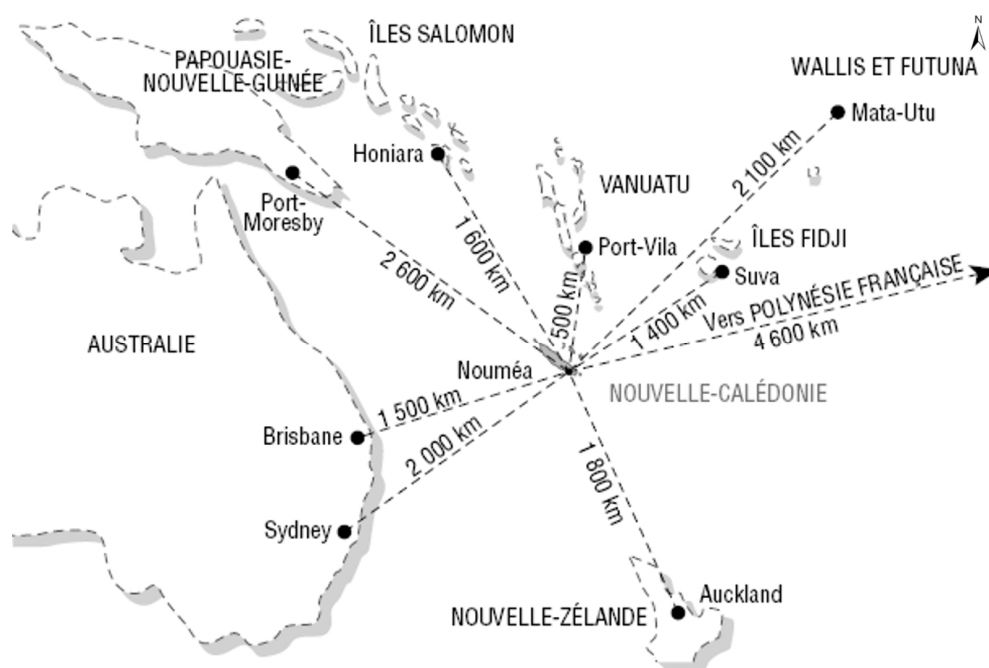 N
ÎLES SALOMON
PAPOUASIE-
NOUVELLE-GUINÉE
WALLIS ET FUTUNA
Mata-Utu
Honiara
2 100 km
Port-
Moresby
VANUATU
1 600 km
Port-Vila
ÎLES FIDJI
2 600 km
Suva
500 km
1 400 km
Vers POLYNÉSIE FRANÇAISE
4 600 km
AUSTRALIE
Nouméa
NOUVELLE-CALÉDONIE
1 500 km
Brisbane
2 000 km
1 800 km
Sydney
Auckland
NOUVELLE-ZÉLANDE